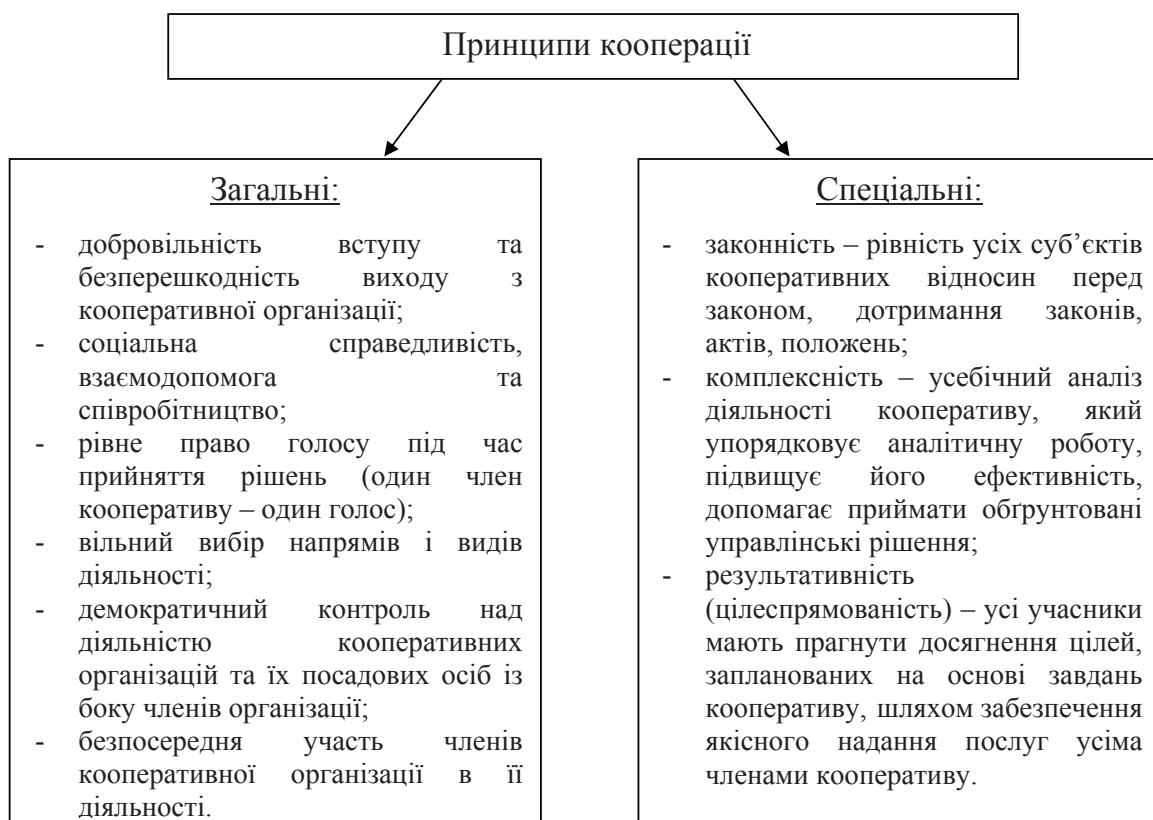 Принципи кооперації
Загальні:
- добровільність вступу та
безперешкодність виходу з
кооперативної організації;
- соціальна справедливість,
взаємодопомога та
співробітництво;
- рівне право голосу під час
прийняття рішень (один член
кооперативу – один голос);
- вільний вибір напрямів і видів
діяльності;
- демократичний контроль над
діяльністю кооперативних
організацій та їх посадових осіб із
боку членів організації;
- безпосередня участь членів
кооперативної організації в її
діяльності.
Спеціальні:
- законність – рівність усіх суб’єктів
кооперативних відносин перед
законом, дотримання законів,
актів, положень;
- комплексність – усебічний аналіз
діяльності кооперативу, який
упорядковує аналітичну роботу,
підвищує його ефективність,
допомагає приймати обґрунтовані
управлінські рішення;
- результативність
(цілеспрямованість) – усі учасники
мають прагнути досягнення цілей,
запланованих на основі завдань
кооперативу, шляхом забезпечення
якісного надання послуг усіма
членами кооперативу.